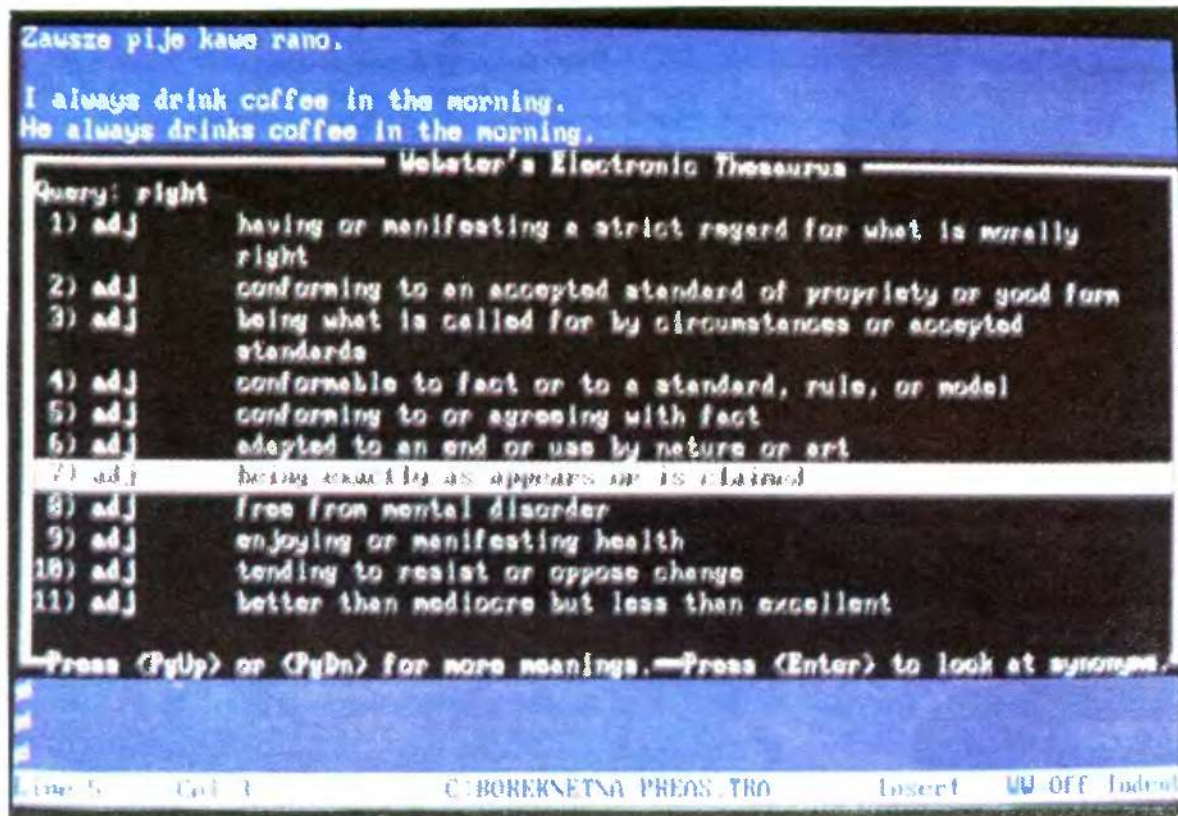 Zawsze pije kawe rano.
I always drink coffee in the morning.
He always drinks coffee in the morning.
Webster's Electronic Thesaurus
Query: right
1) adj having or manifesting a strict regard for what is morally
right
2) adj conforming to an accepted standard of propriety or good form
3) adj being what is called for by circumstances or accepted
standards
4) adj conformable to fact or to a standard, rule, or model
5) adj conforming to or agreeing with fact
6) adj adapted to an end or use by nature or art
7) adj being exactly as appears or is claimed
8) adj free from mental disorder
9) adj enjoying or manifesting health
10) adj tending to resist or oppose change
11) adj better than mediocre but less than excellent
Press <PgUp> or <PgDn> for more meanings. Press <Enter> to look at synonyms.
Line 5 Col 3 Insert WW Off Indent